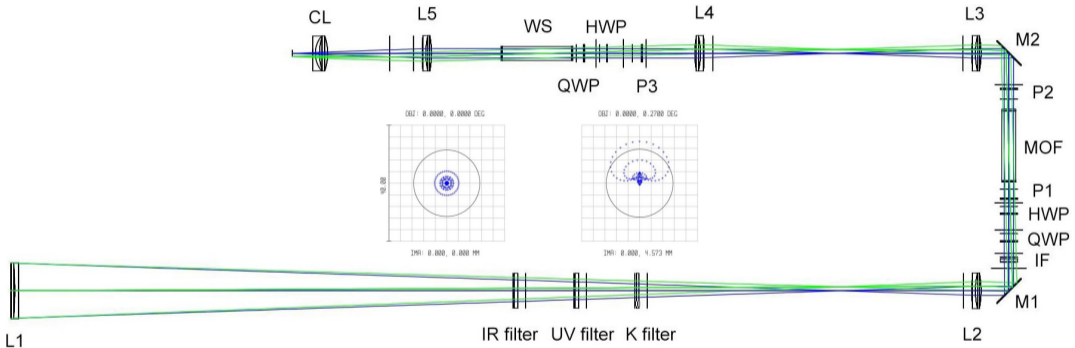 CL
L5
WS
HWP
L4
L3
M2
QWP
P3
P2
OBJ: 0.0000, 0.0000 DEG
OBJ: 0.0000, 0.2700 DEG
MOF
40.00
P1
HWP
QWP
IMA: 0.000, 0.000 MM
IMA: 0.000, 4.573 MM
IF
M1
L1
IR filter
UV filter
K filter
L2